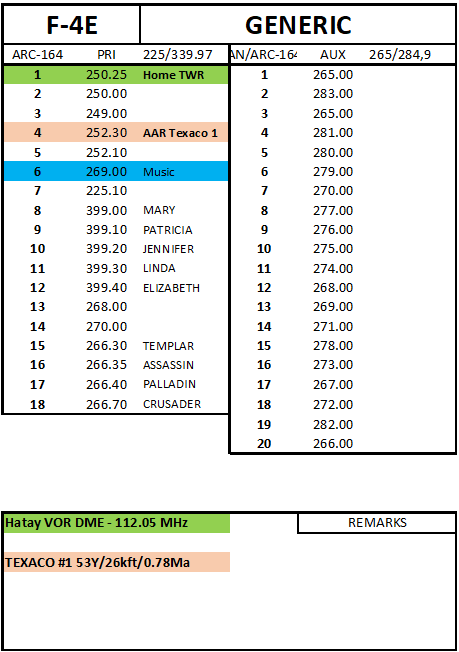 F-4E GENERIC
ARC-164 PRI 225/339.97 AN/ARC-164 AUX 265/284,9
1 250.25 Home TWR 1 265.00
2 250.00 2 283.00
3 249.00 3 265.00
4 252.30 AAR Texaco 1 4 281.00
5 252.10 5 280.00
6 269.00 Music 6 279.00
7 225.10 7 270.00
8 399.00 MARY 8 277.00
9 399.10 PATRICIA 9 276.00
10 399.20 JENNIFER 10 275.00
11 399.30 LINDA 11 274.00
12 399.40 ELIZABETH 12 268.00
13 268.00 13 269.00
14 270.00 14 271.00
15 266.30 TEMPLAR 15 278.00
16 266.35 ASSASSIN 16 273.00
17 266.40 PALLADIN 17 267.00
18 266.70 CRUSADER 18 272.00
19 282.00
20 266.00
Hatay VOR DME - 112.05 MHz REMARKS
TEXACO #1 53Y/26kft/0.78Ma